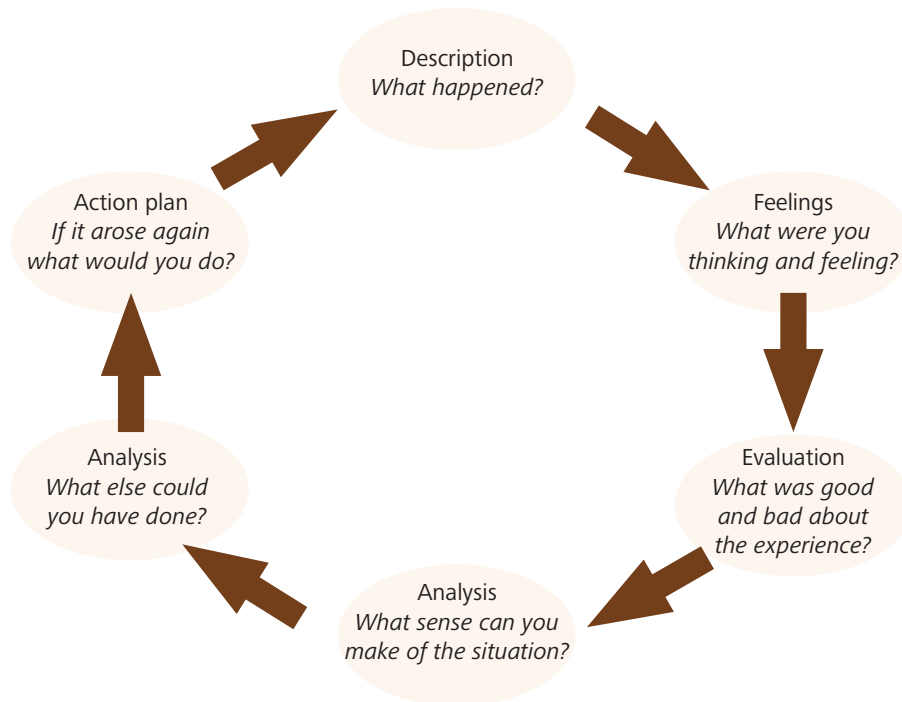 Description
What happened?
Feelings
What were you
thinking and feeling?
Evaluation
What was good
and bad about
the experience?
Analysis
What sense can you
make of the situation?
Analysis
What else could
you have done?
Action plan
If it arose again
what would you do?